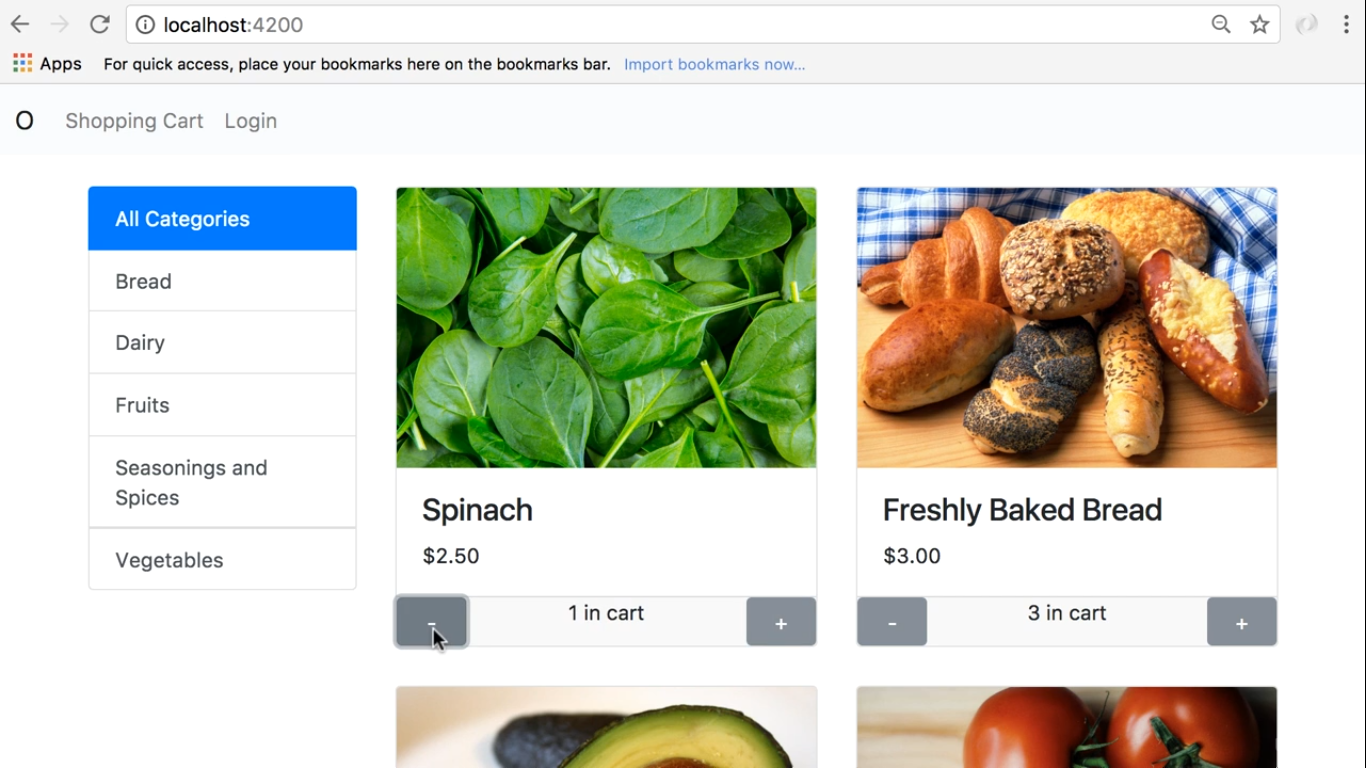 localhost:4200
Apps For quick access, place your bookmarks here on the bookmarks bar. Import bookmarks now...
O Shopping Cart Login
All Categories
Bread
Dairy
Fruits
Seasonings and
Spices
Vegetables
Spinach
$2.50
- 1 in cart +
Freshly Baked Bread
$3.00
- 3 in cart +